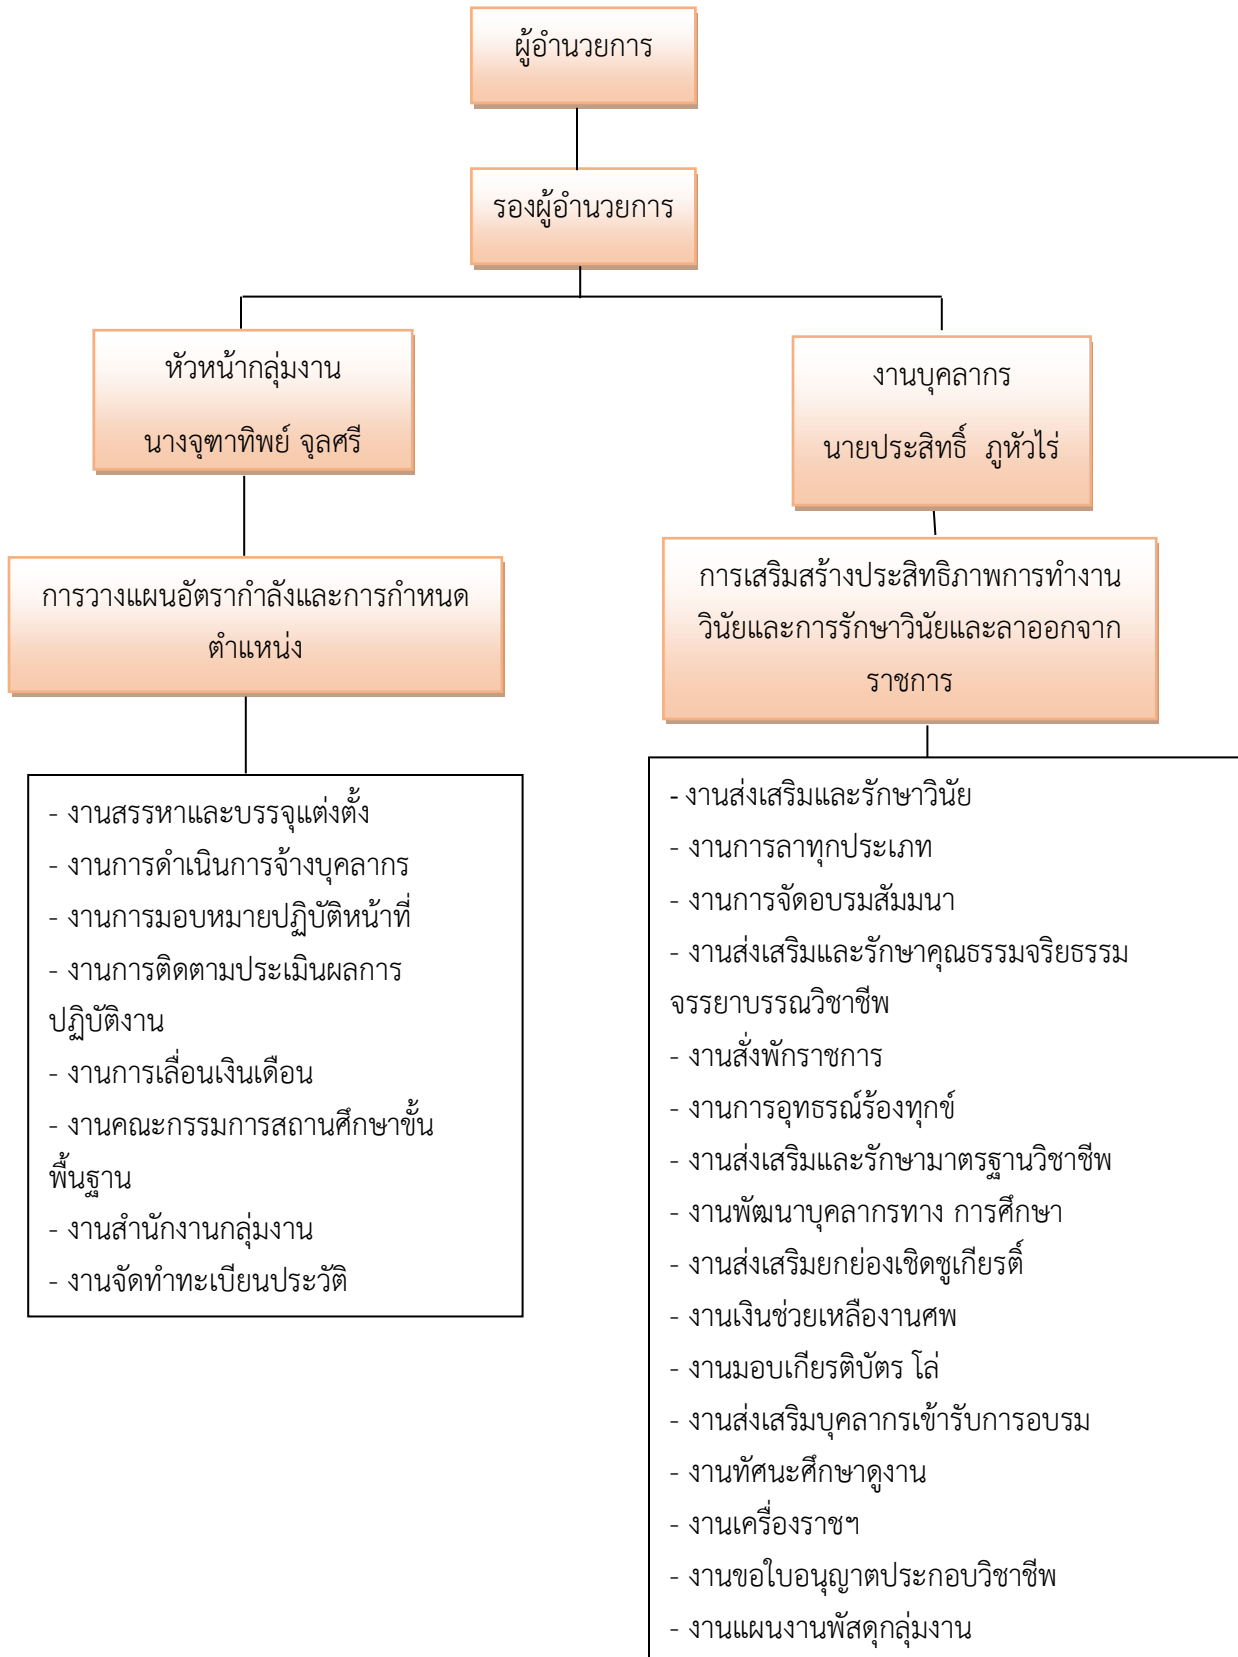 ผู้อำนวยการ
รองผู้อำนวยการ
หัวหน้ากลุ่มงาน
นางจุฑาทิพย์ จุลศรี
งานบุคลากร
นายประสิทธิ์ ภูหัวไร่
การวางแผนอัตรากำลังและการกำหนด
ตำแหน่ง
การเสริมสร้างประสิทธิภาพการทำงาน
วินัยและการรักษาวินัยและลาออกจาก
ราชการ
- งานสรรหาและบรรจุแต่งตั้ง
- งานการดำเนินการจ้างบุคลากร
- งานการมอบหมายปฏิบัติหน้าที่
- งานการติดตามประเมินผลการ
ปฏิบัติงาน
- งานการเลื่อนเงินเดือน
- งานคณะกรรมการสถานศึกษาขั้น
พื้นฐาน
- งานสำนักงานกลุ่มงาน
- งานจัดทำทะเบียนประวัติ
- งานส่งเสริมและรักษาวินัย
- งานการลาทุกประเภท
- งานการจัดอบรมสัมมนา
- งานส่งเสริมและรักษาคุณธรรมจริยธรรม
จรรยาบรรณวิชาชีพ
- งานสั่งพักราชการ
- งานการอุทธรณ์ร้องทุกข์
- งานส่งเสริมและรักษามาตรฐานวิชาชีพ
- งานพัฒนาบุคลากรทาง การศึกษา
- งานส่งเสริมยกย่องเชิดชูเกียรติ์
- งานเงินช่วยเหลืองานศพ
- งานมอบเกียรติบัตร โล่
- งานส่งเสริมบุคลากรเข้ารับการอบรม
- งานทัศนะศึกษาดูงาน
- งานเครื่องราชฯ
- งานขอใบอนุญาตประกอบวิชาชีพ
- งานแผนงานพัสดุกลุ่มงาน